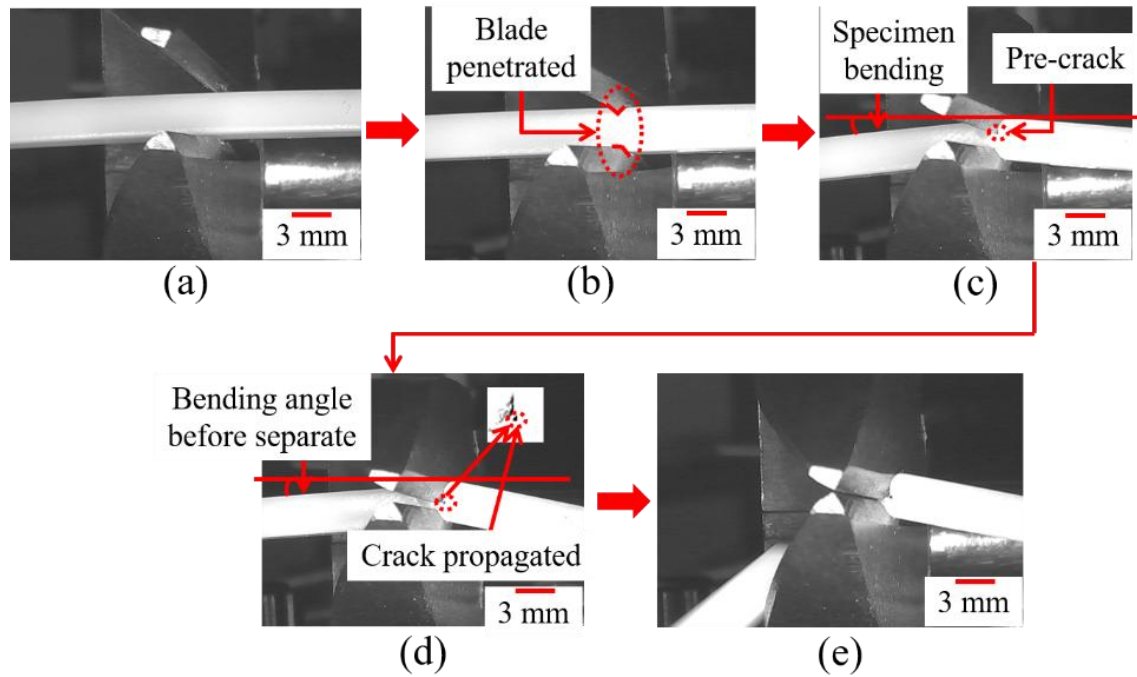 3 mm
(a)
Blade
penetrated
3 mm
(b)
Specimen
bending
Pre-crack
3 mm
(c)
Bending angle
before separate
Crack propagated
3 mm
(d)
3 mm
(e)